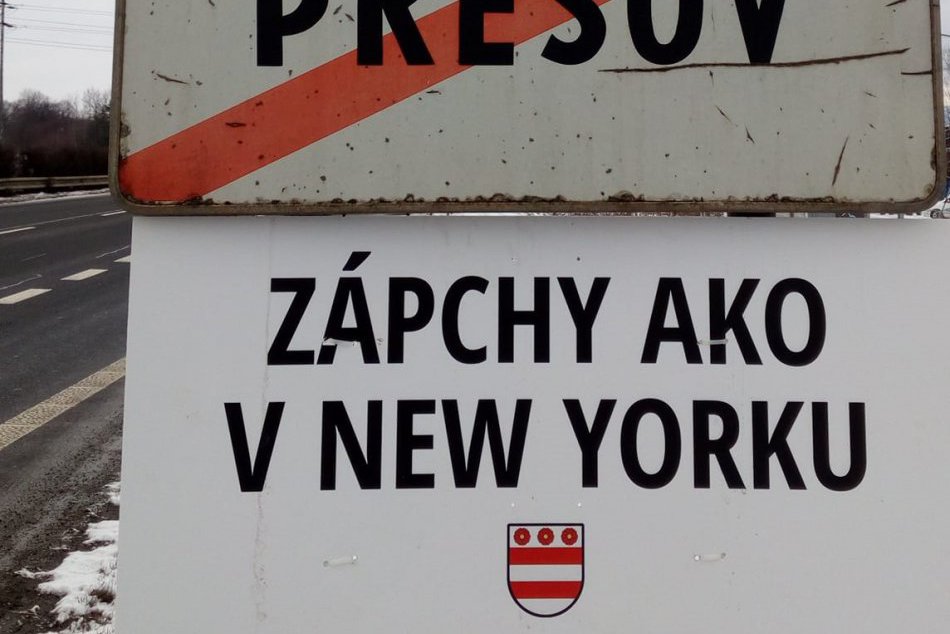 PREŠOV
ZÁPCHY AKO
V NEW YORKU